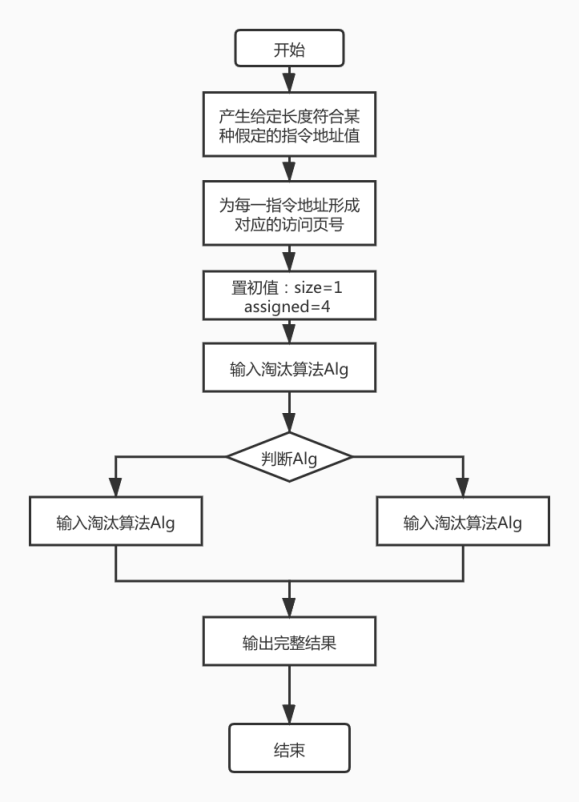 开始
产生给定长度符合某
种假定的指令地址值
为每一指令地址形成
对应的访问页号
置初值：size=1
assigned=4
输入淘汰算法Alg
判断Alg
输入淘汰算法Alg
输入淘汰算法Alg
输出完整结果
结束